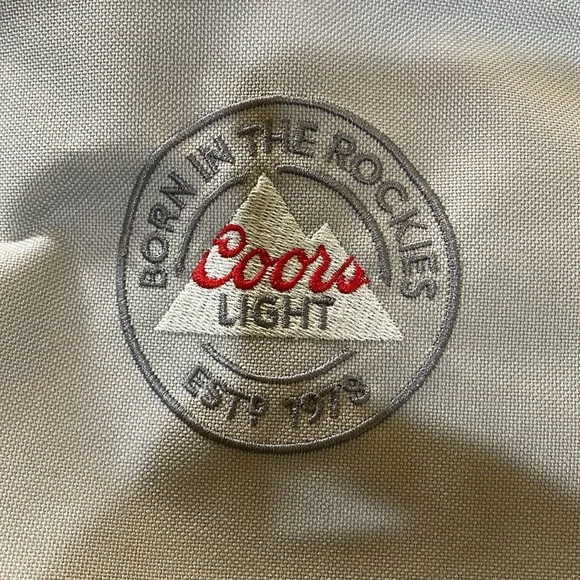 BORN IN THE ROCKIES
Coors
LIGHT
ESTD 1978